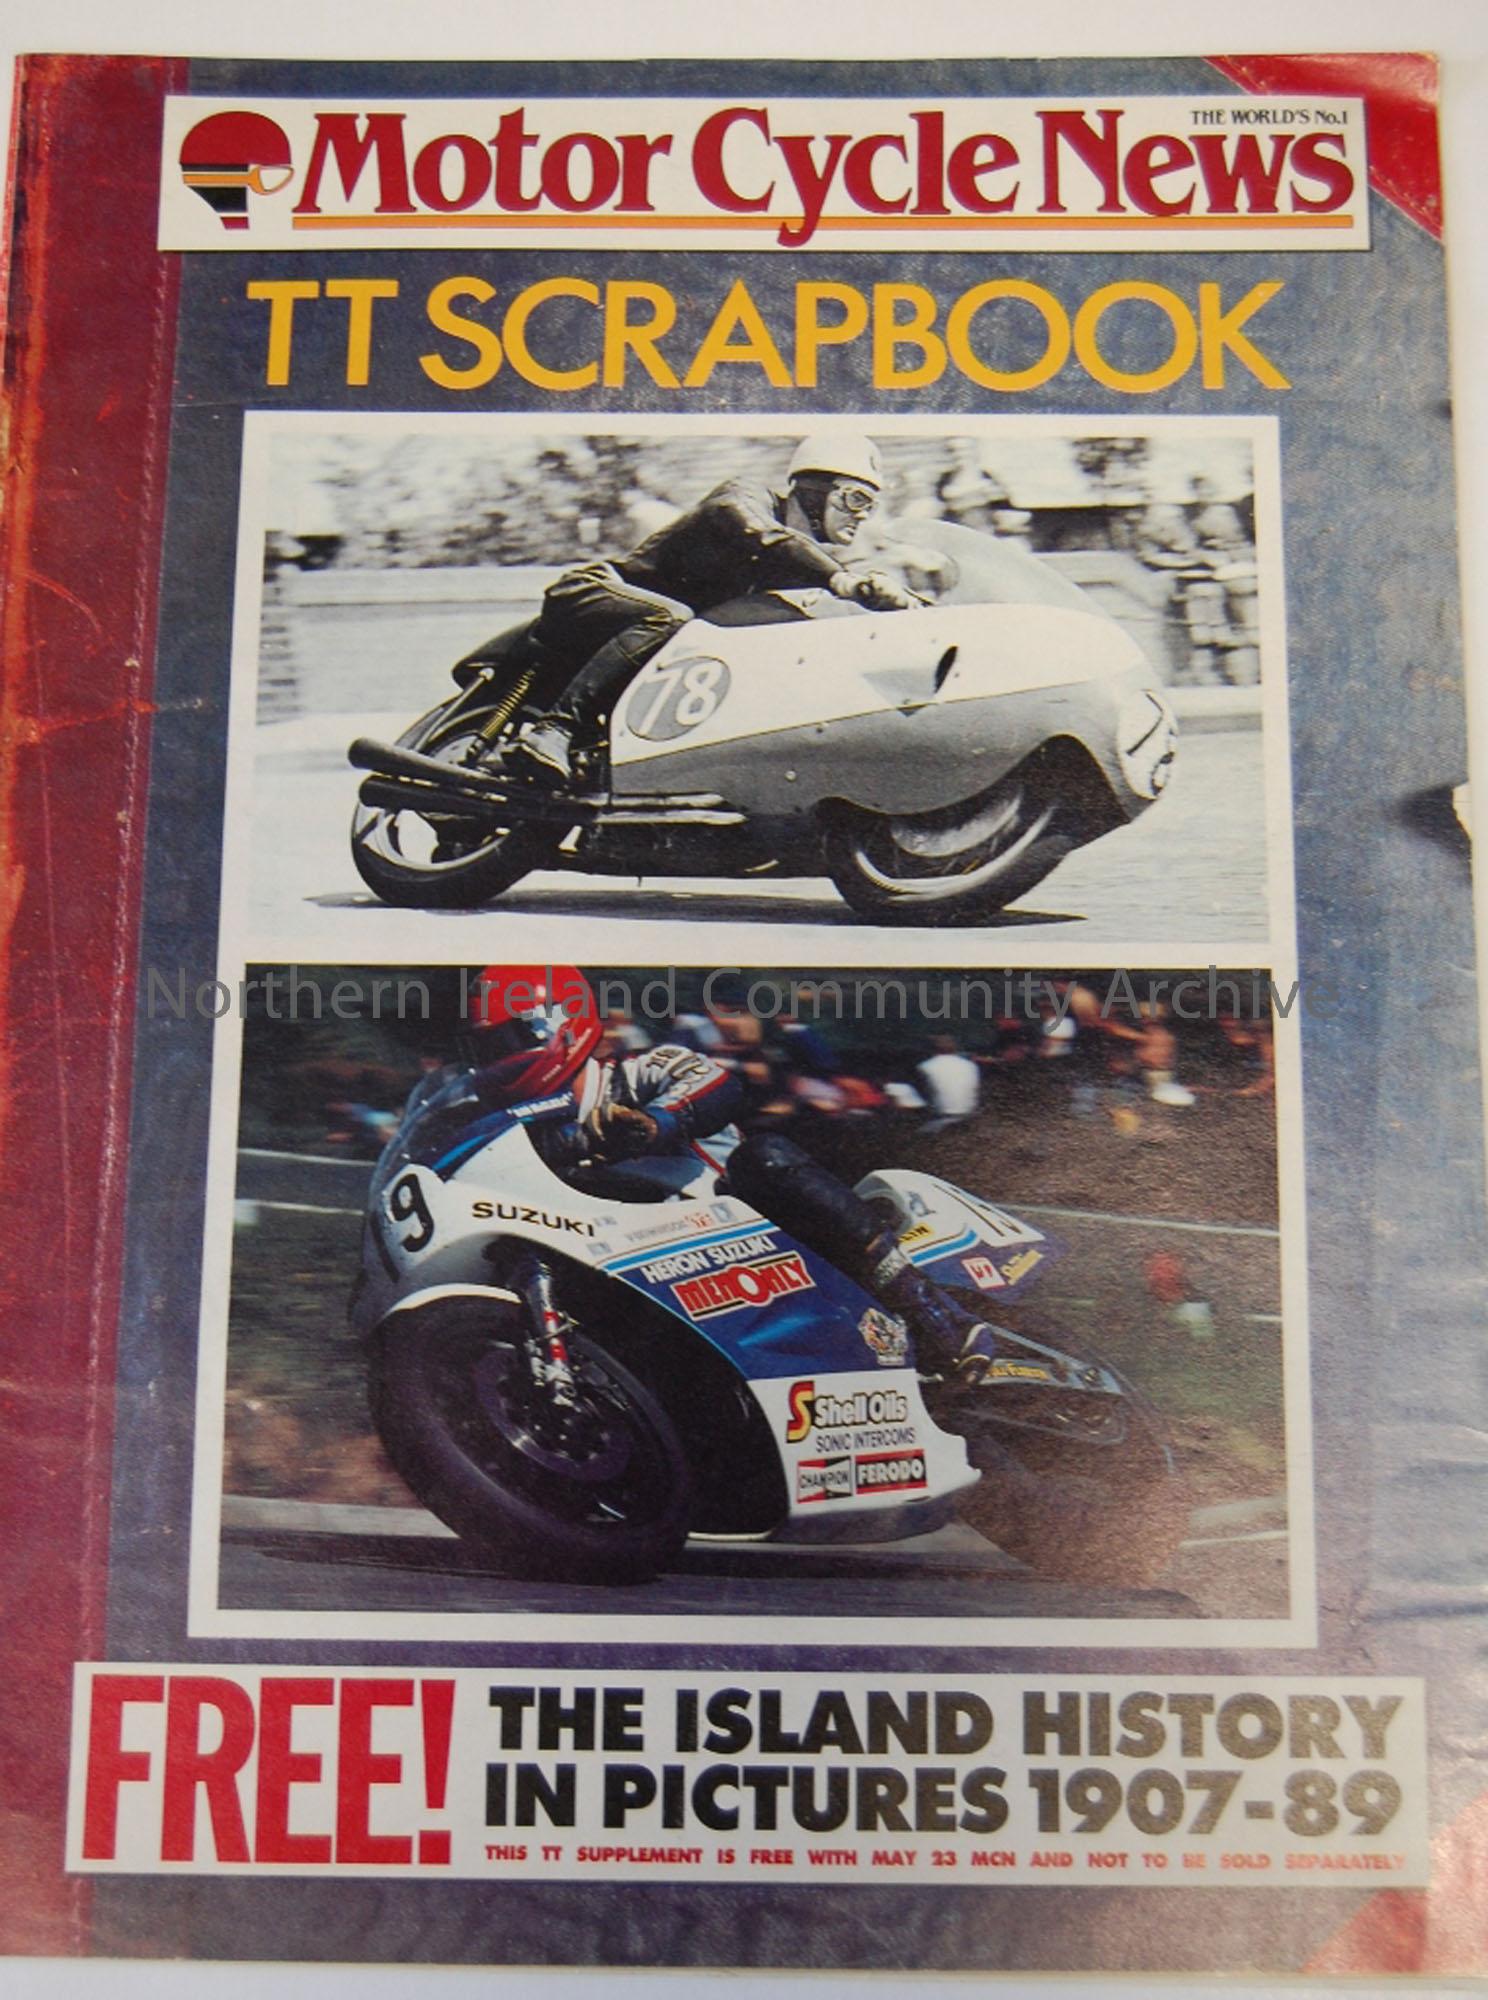 THE WORLD'S No.1
Motor Cycle News
TT SCRAPBOOK
78
Northern Ireland Community Archive
19
SUZUKI
HERON SUZUKI
MENONLY
Shell Oils
SONIC INTERCOMS
CHAMPION
FERODO
FREE!
THE ISLAND HISTORY
IN PICTURES 1907-89
THIS TT SUPPLEMENT IS FREE WITH MAY 23 MCN AND NOT TO BE SOLD SEPARATELY